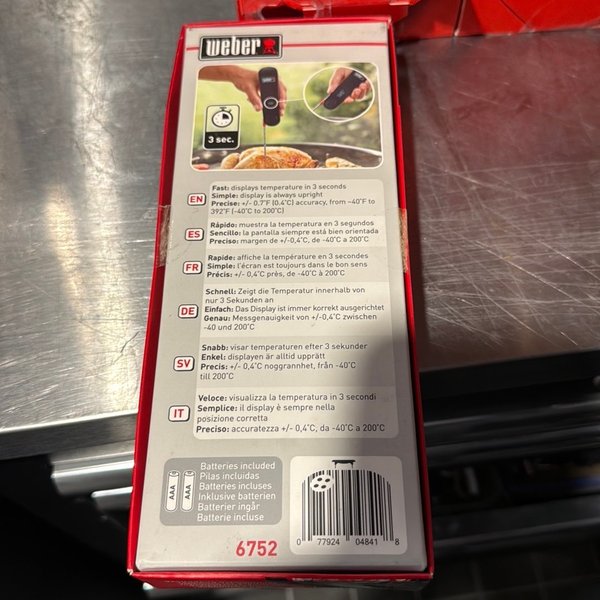 weber
3 sec.
EN
Fast: displays temperature in 3 seconds
Simple: display is always upright
Precise: +/- 0.7°F (0.4°C) accuracy, from -40°F to
392°F (-40°C to 200°C)
ES
Rápido: muestra la temperatura en 3 segundos
Sencillo: la pantalla siempre está bien orientada
Preciso: margen de +/-0,4°C, de -40°C a 200°C
FR
Rapide: affiche la température en 3 secondes
Simple: l'écran est toujours dans le bon sens
Précis: +/- 0,4°C près, de -40°C à 200°C
DE
Schnell: Zeigt die Temperatur innerhalb von
nur 3 Sekunden an
Einfach: Das Display ist immer korrekt ausgerichtet
Genau: Messgenauigkeit von +/-0,4°C zwischen
-40 und 200°C
SV
Snabb: visar temperaturen efter 3 sekunder
Enkel: displayen är alltid upprätt
Precis: +/- 0,4°C noggrannhet, från -40°C
till 200°C
IT
Veloce: visualizza la temperatura in 3 secondi
Semplice: il display è sempre nella
posizione corretta
Preciso: accuratezza +/- 0,4°C, da -40°C a 200°C
AAA
AAA
Batteries included
Pilas incluidas
Batteries incluses
Inklusive batterien
Batterier ingår
Batterie incluse
6752
0 77924 04841 8